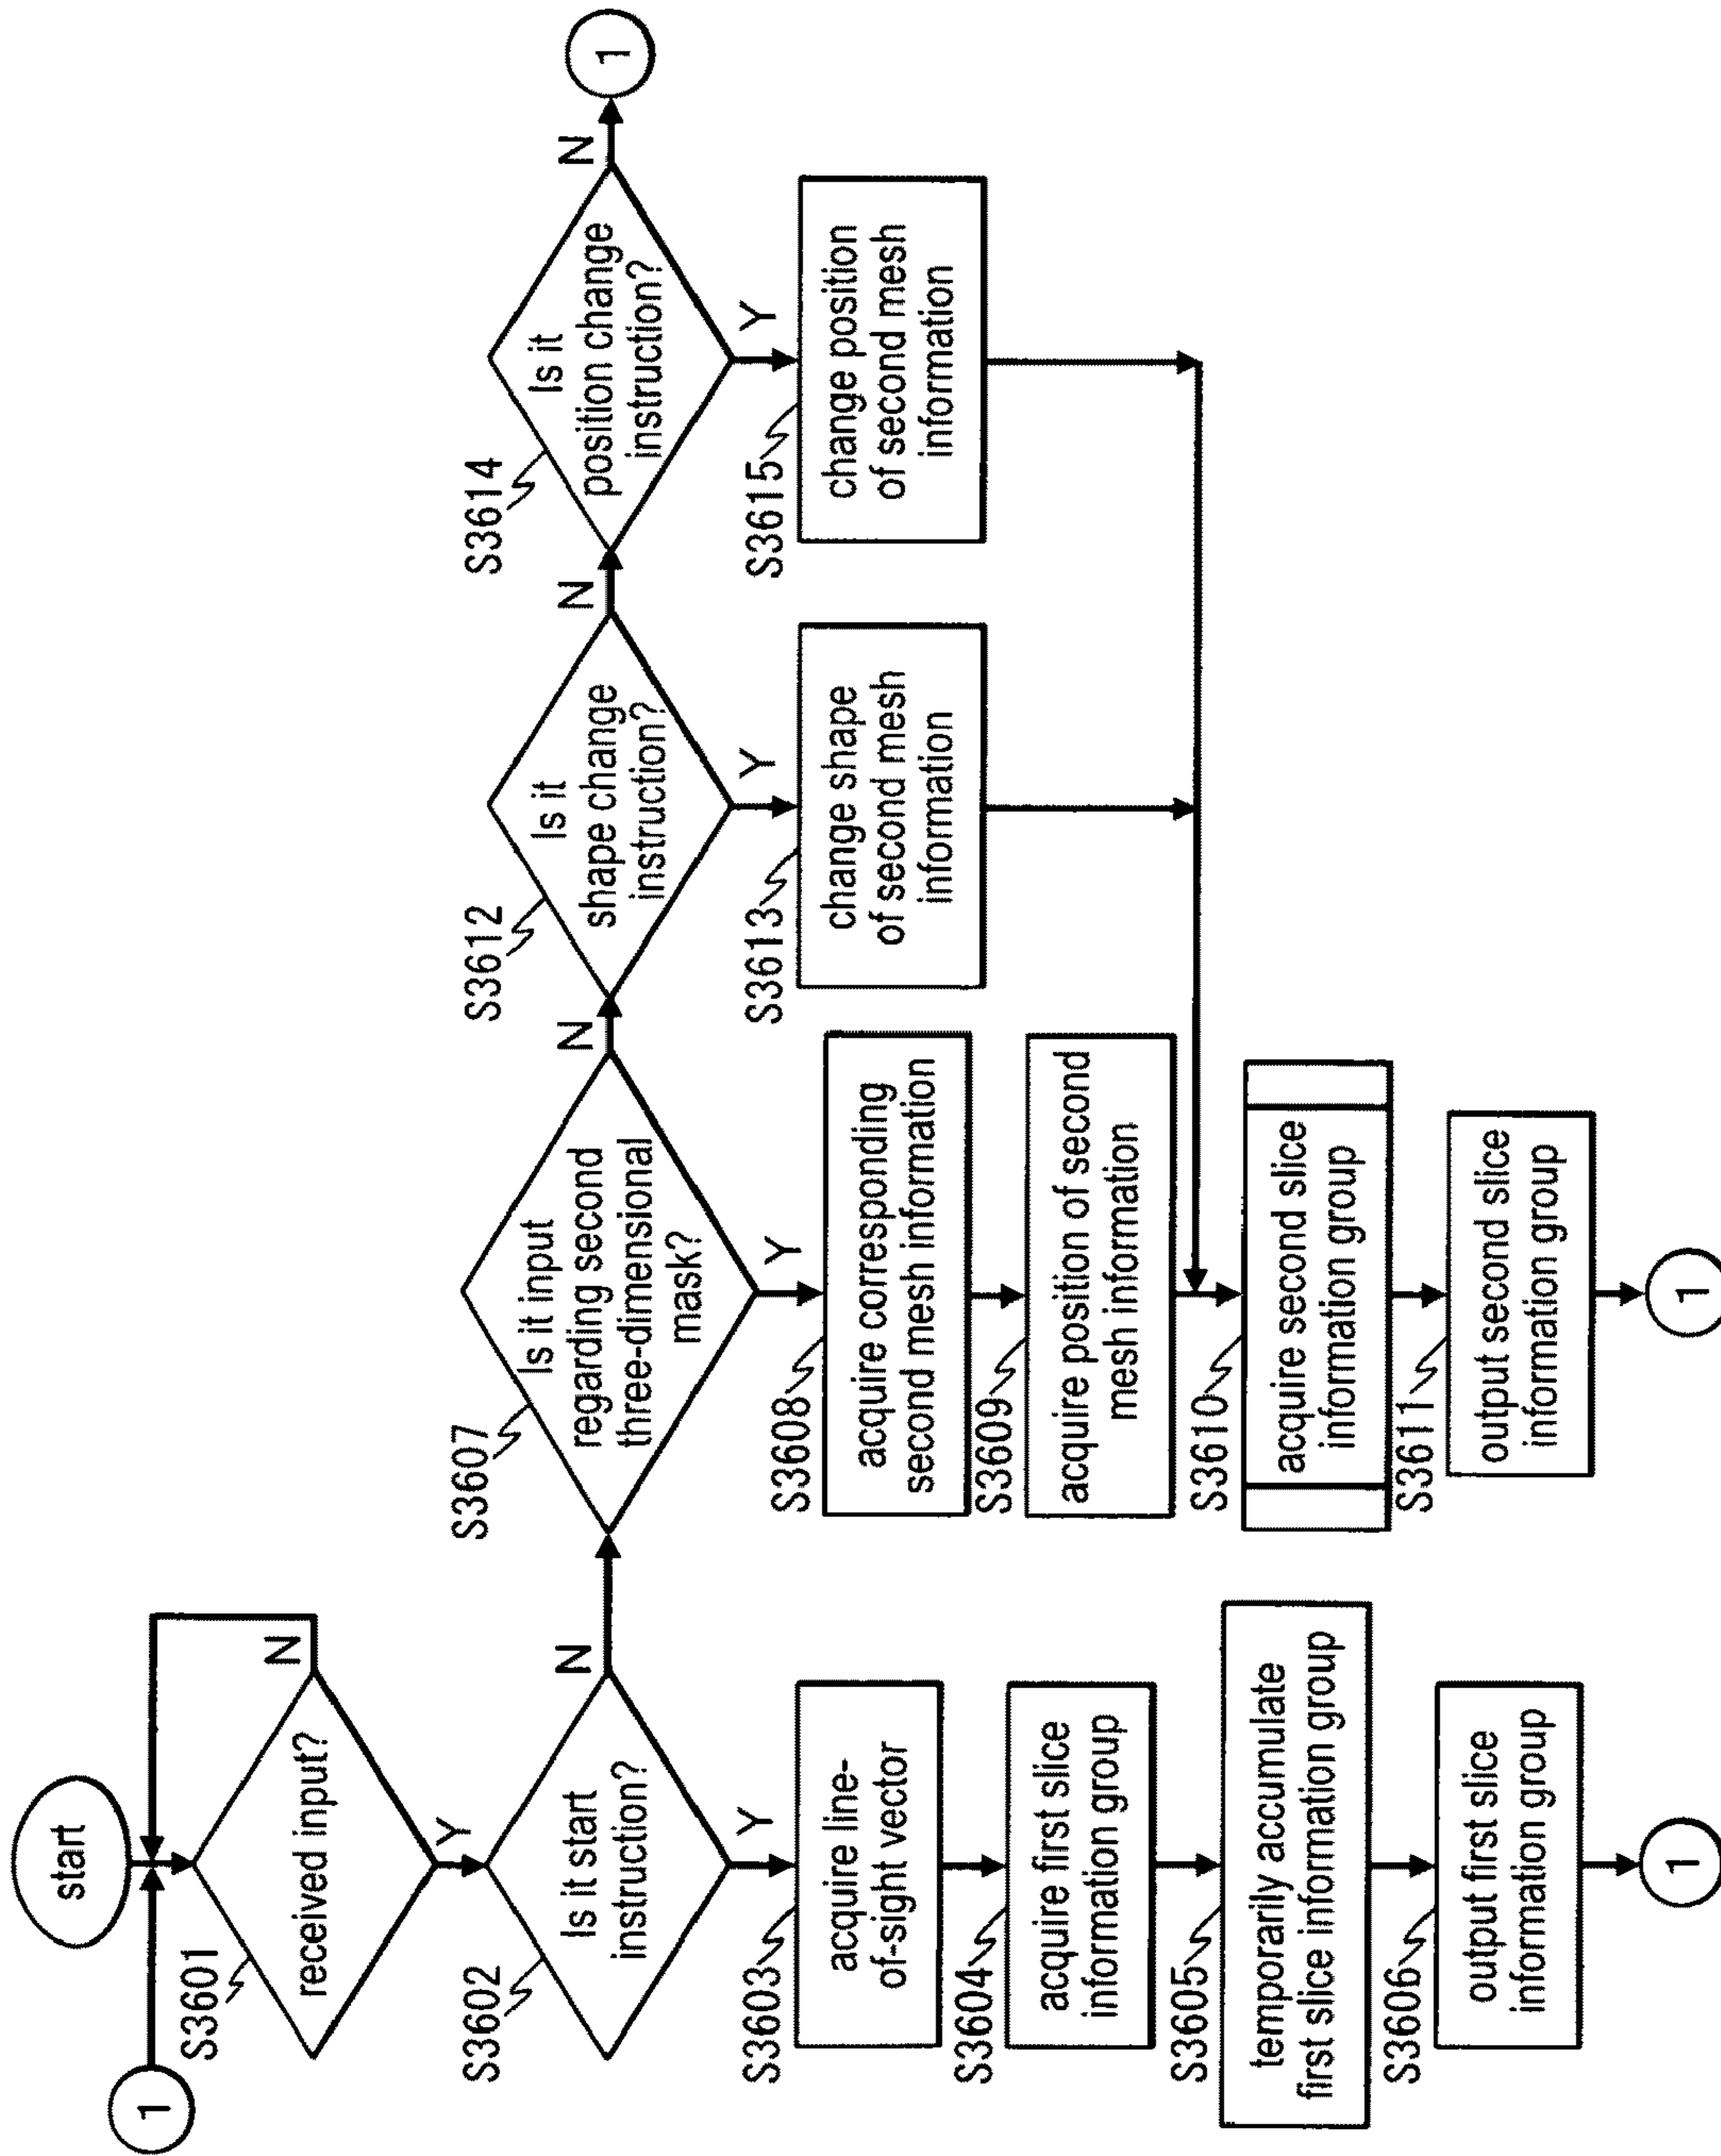 start
1
S3601
received input?
N
Y
S3602
Is it start
instruction?
N
Y
S3603
acquire line-
of-sight vector
S3604
acquire first slice
information group
S3605
temporarily accumulate
first slice information group
S3606
output first slice
information group
1
S3607
Is it input
regarding second
three-dimensional
mask?
N
Y
S3608
acquire corresponding
second mesh information
S3609
acquire position of second
mesh information
S3610
acquire second slice
information group
S3611
output second slice
information group
1
S3612
Is it
shape change
instruction?
N
Y
S3613
change shape
of second mesh
information
S3614
Is it
position change
instruction?
N
1
Y
S3615
change position
of second mesh
information